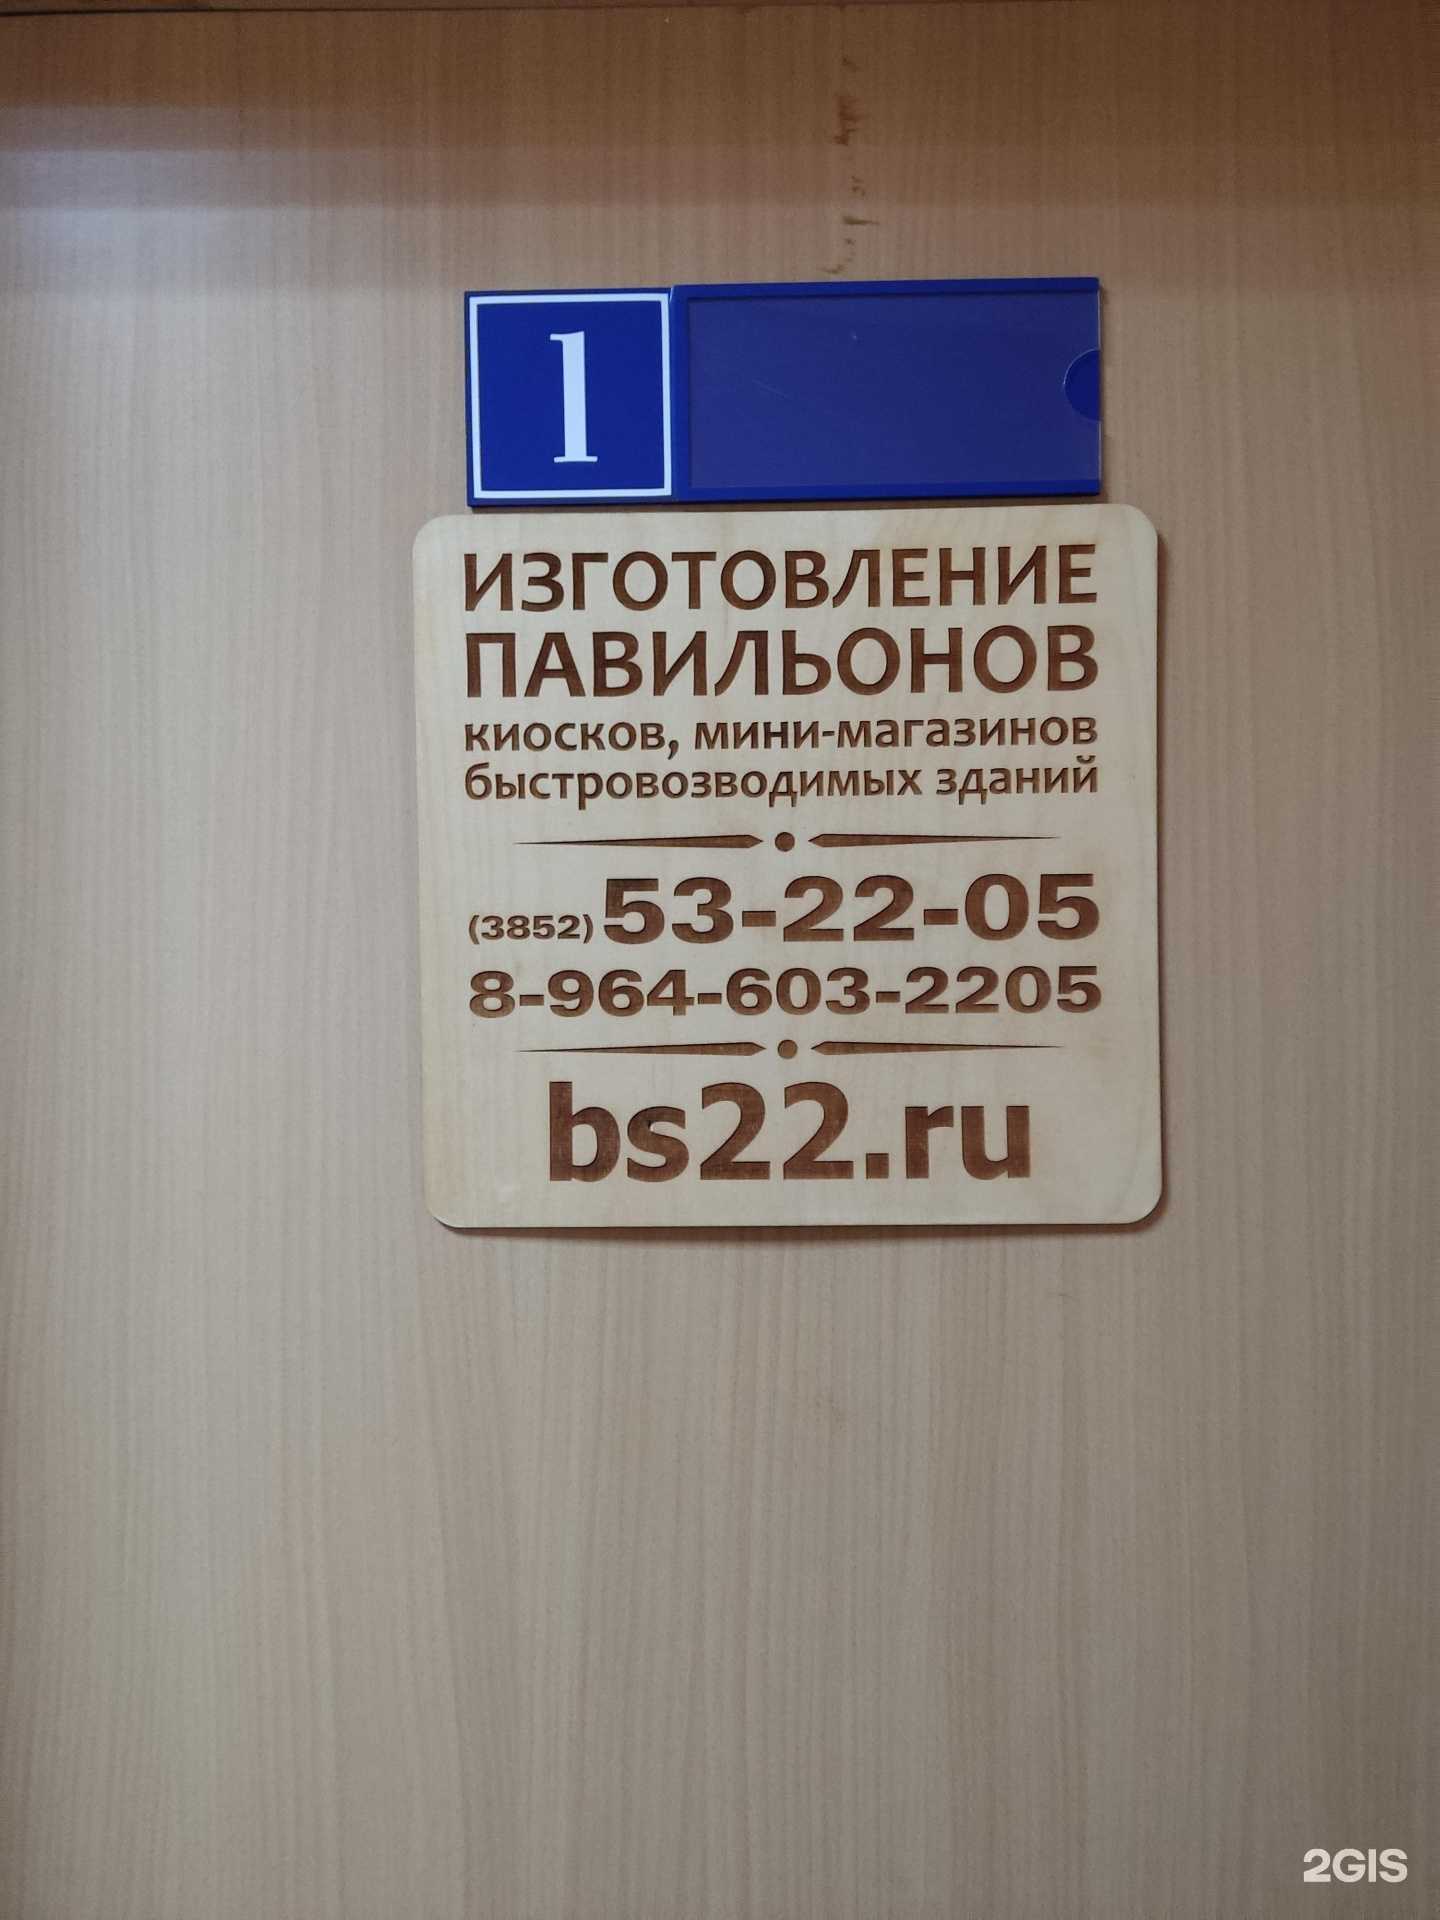 1
ИЗГОТОВЛЕНИЕ
ПАВИЛЬОНОВ
киосков, мини-магазинов
быстровозводимых зданий
(3852) 53-22-05
8-964-603-2205
bs22.ru
2GIS